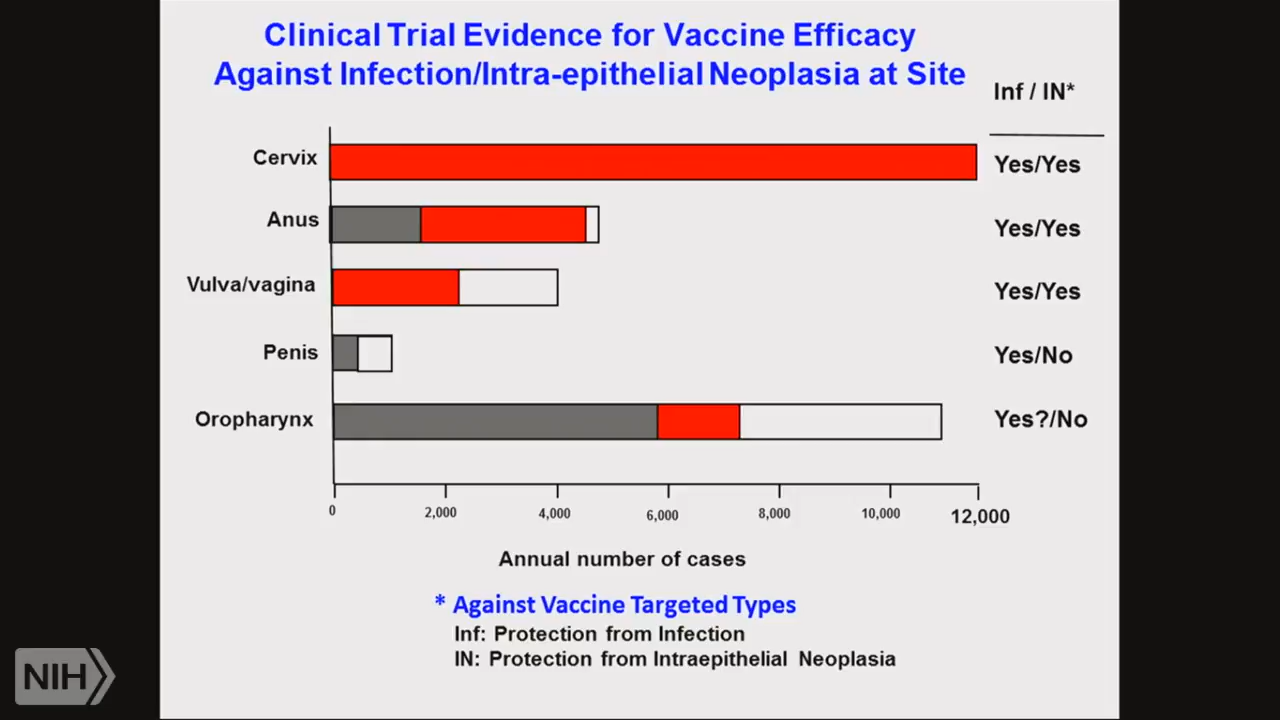 Clinical Trial Evidence for Vaccine Efficacy
Against Infection/Intra-epithelial Neoplasia at Site
Inf / IN*
Cervix
Yes/Yes
Anus
Yes/Yes
Vulva/vagina
Yes/Yes
Penis
Yes/No
Oropharynx
Yes?/No
0
2,000
4,000
6,000
8,000
10,000
12,000
Annual number of cases
* Against Vaccine Targeted Types
Inf: Protection from Infection
IN: Protection from Intraepithelial Neoplasia
NIH